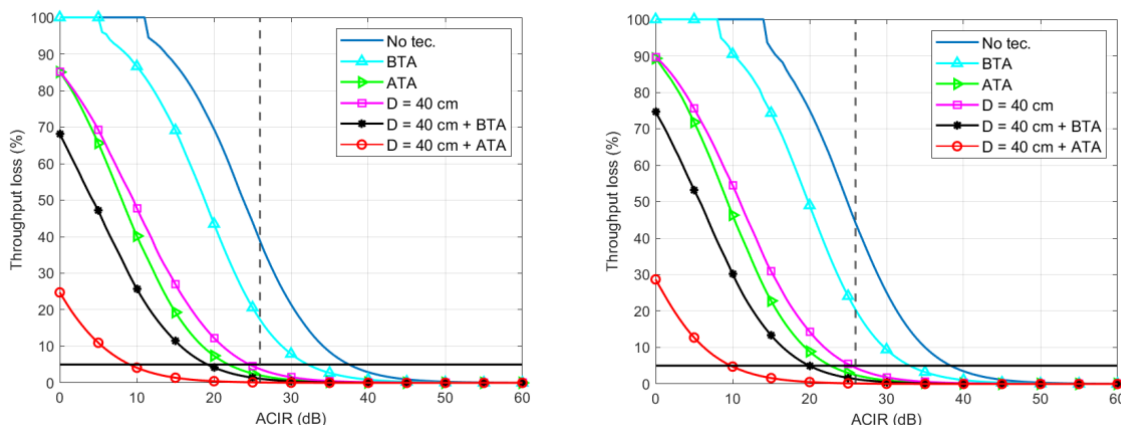 Throughput loss (%)
100
90
80
70
60
50
40
30
20
10
0
No tec.
BTA
ATA
D = 40 cm
D = 40 cm + BTA
D = 40 cm + ATA
0 10 20 30 40 50 60
ACIR (dB)
Throughput loss (%)
100
90
80
70
60
50
40
30
20
10
0
No tec.
BTA
ATA
D = 40 cm
D = 40 cm + BTA
D = 40 cm + ATA
0 10 20 30 40 50 60
ACIR (dB)